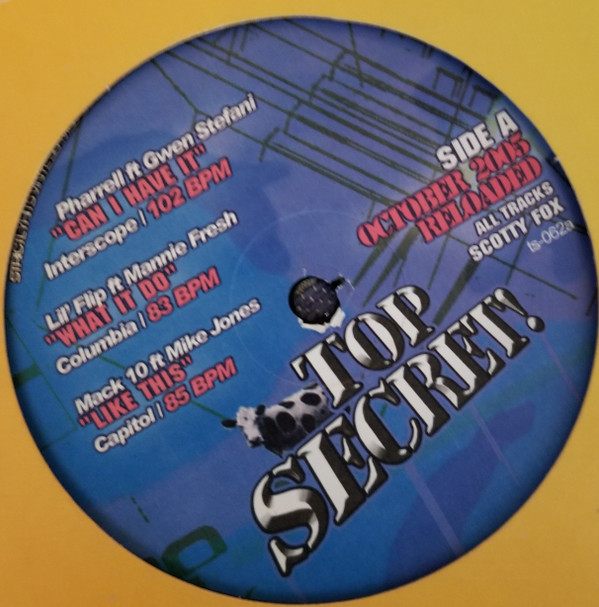 Pharrell ft Gwen Stefani
"CAN I HAVE IT"
Interscope | 102 BPM
Lil' Flip ft Mannie Fresh
"WHAT IT DO"
Columbia | 83 BPM
Mack 10 ft Mike Jones
"LIKE THIS"
Capitol | 85 BPM
SIDE A
OCTOBER 2005
RELOADED
ALL TRACKS
SCOTTY FOX
ts-062a
TOP
SECRET!